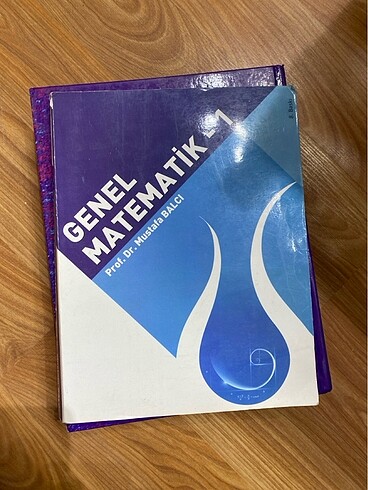 GENEL
MATEMATİK - 1
Prof. Dr. Mustafa BALCI